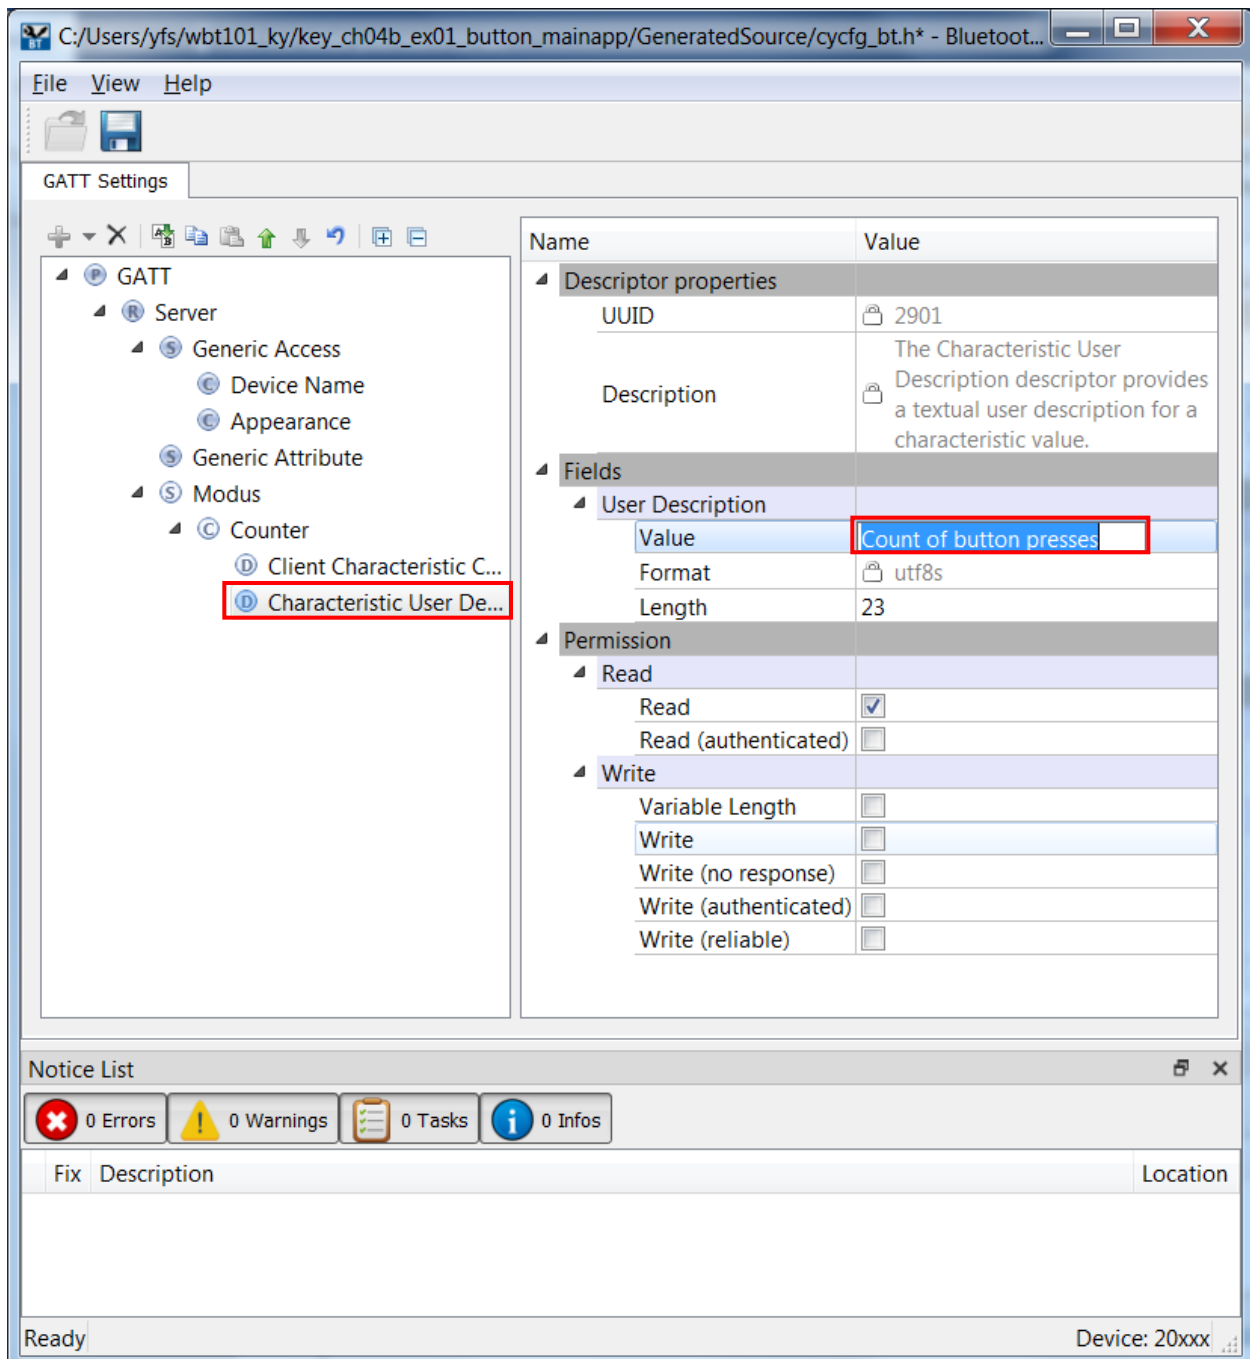 BT C:/Users/yfs/wbt101_ky/key_ch04b_ex01_button_mainapp/GeneratedSource/cycfg_bt.h* - Bluetoot...
File View Help
GATT Settings
P GATT
R Server
S Generic Access
C Device Name
C Appearance
S Generic Attribute
S Modus
C Counter
D Client Characteristic C...
D Characteristic User De...
Name Value
Descriptor properties
UUID 2901
Description The Characteristic User
Description descriptor provides
a textual user description for a
characteristic value.
Fields
User Description
Value Count of button presses
Format utf8s
Length 23
Permission
Read
Read
Read (authenticated)
Write
Variable Length
Write
Write (no response)
Write (authenticated)
Write (reliable)
Notice List
0 Errors 0 Warnings 0 Tasks 0 Infos
Fix Description Location
Ready Device: 20xxx